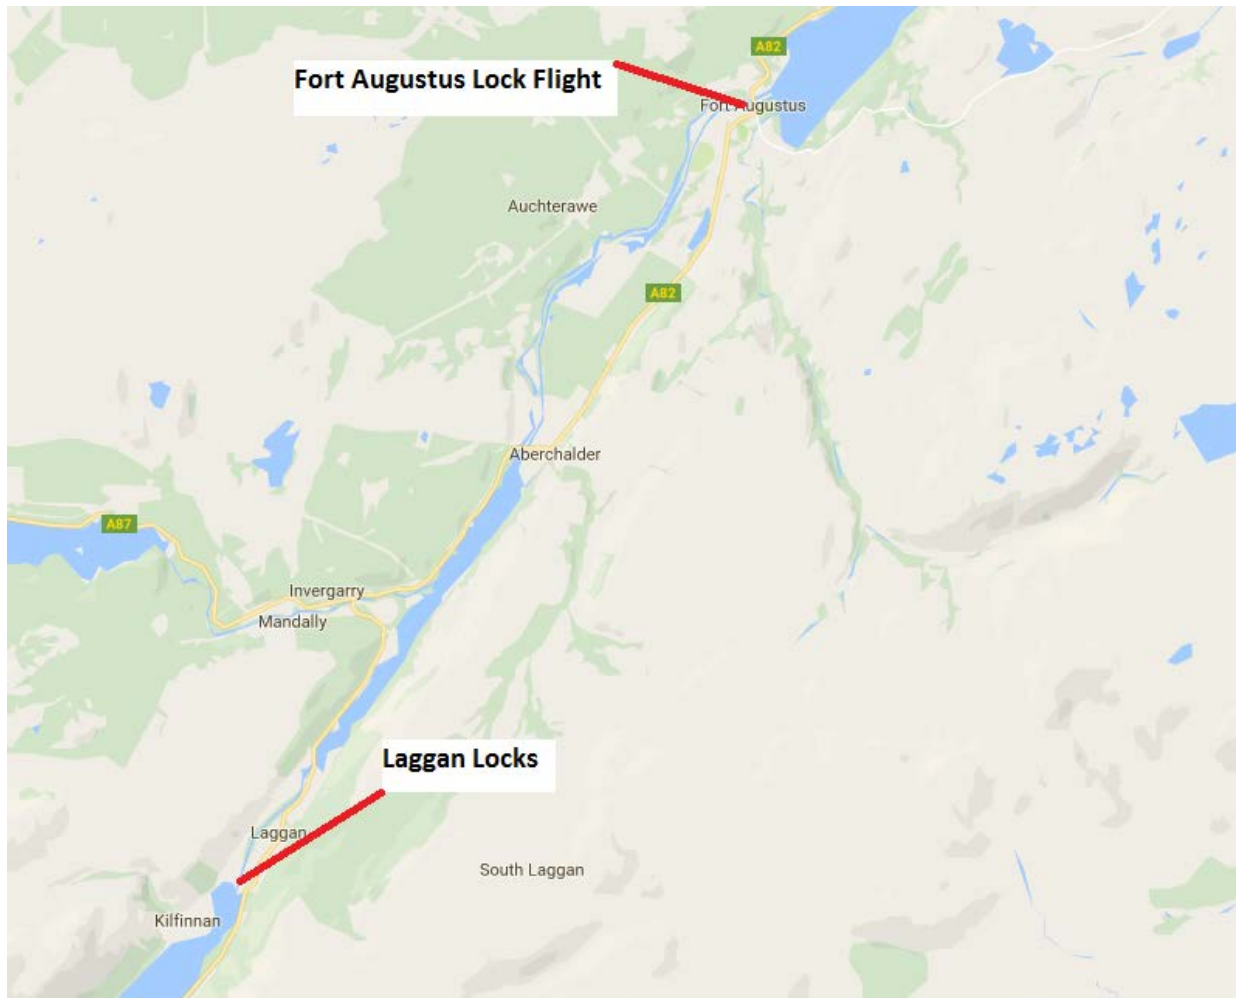 A82
Fort Augustus Lock Flight
Fort Augustus
Auchterawe
A82
Aberchalder
A87
Invergarry
Mandally
Laggan Locks
Laggan
South Laggan
Kilfinnan